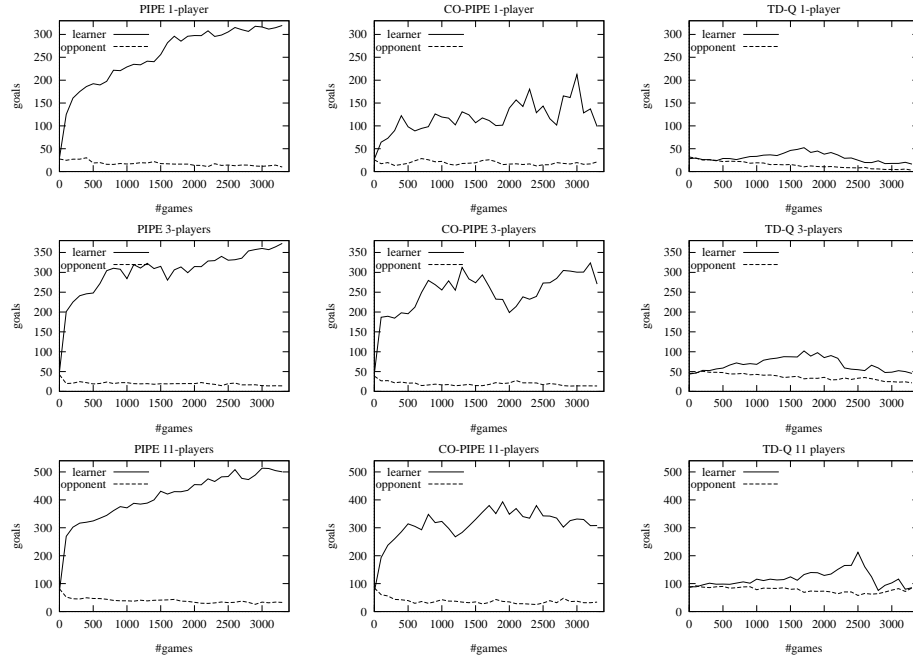 PIPE 1-player
learner
opponent
goals
0
50
100
150
200
250
300
0 500 1000 1500 2000 2500 3000
#games
CO-PIPE 1-player
learner
opponent
goals
0
50
100
150
200
250
300
0 500 1000 1500 2000 2500 3000
#games
TD-Q 1-player
learner
opponent
goals
0
50
100
150
200
250
300
0 500 1000 1500 2000 2500 3000
#games
PIPE 3-players
learner
opponent
goals
0
50
100
150
200
250
300
350
0 500 1000 1500 2000 2500 3000
#games
CO-PIPE 3-players
learner
opponent
goals
0
50
100
150
200
250
300
350
0 500 1000 1500 2000 2500 3000
#games
TD-Q 3-players
learner
opponent
goals
0
50
100
150
200
250
300
350
0 500 1000 1500 2000 2500 3000
#games
PIPE 11-players
learner
opponent
goals
0
100
200
300
400
500
0 500 1000 1500 2000 2500 3000
#games
CO-PIPE 11-players
learner
opponent
goals
0
100
200
300
400
500
0 500 1000 1500 2000 2500 3000
#games
TD-Q 11 players
learner
opponent
goals
0
100
200
300
400
500
0 500 1000 1500 2000 2500 3000
#games